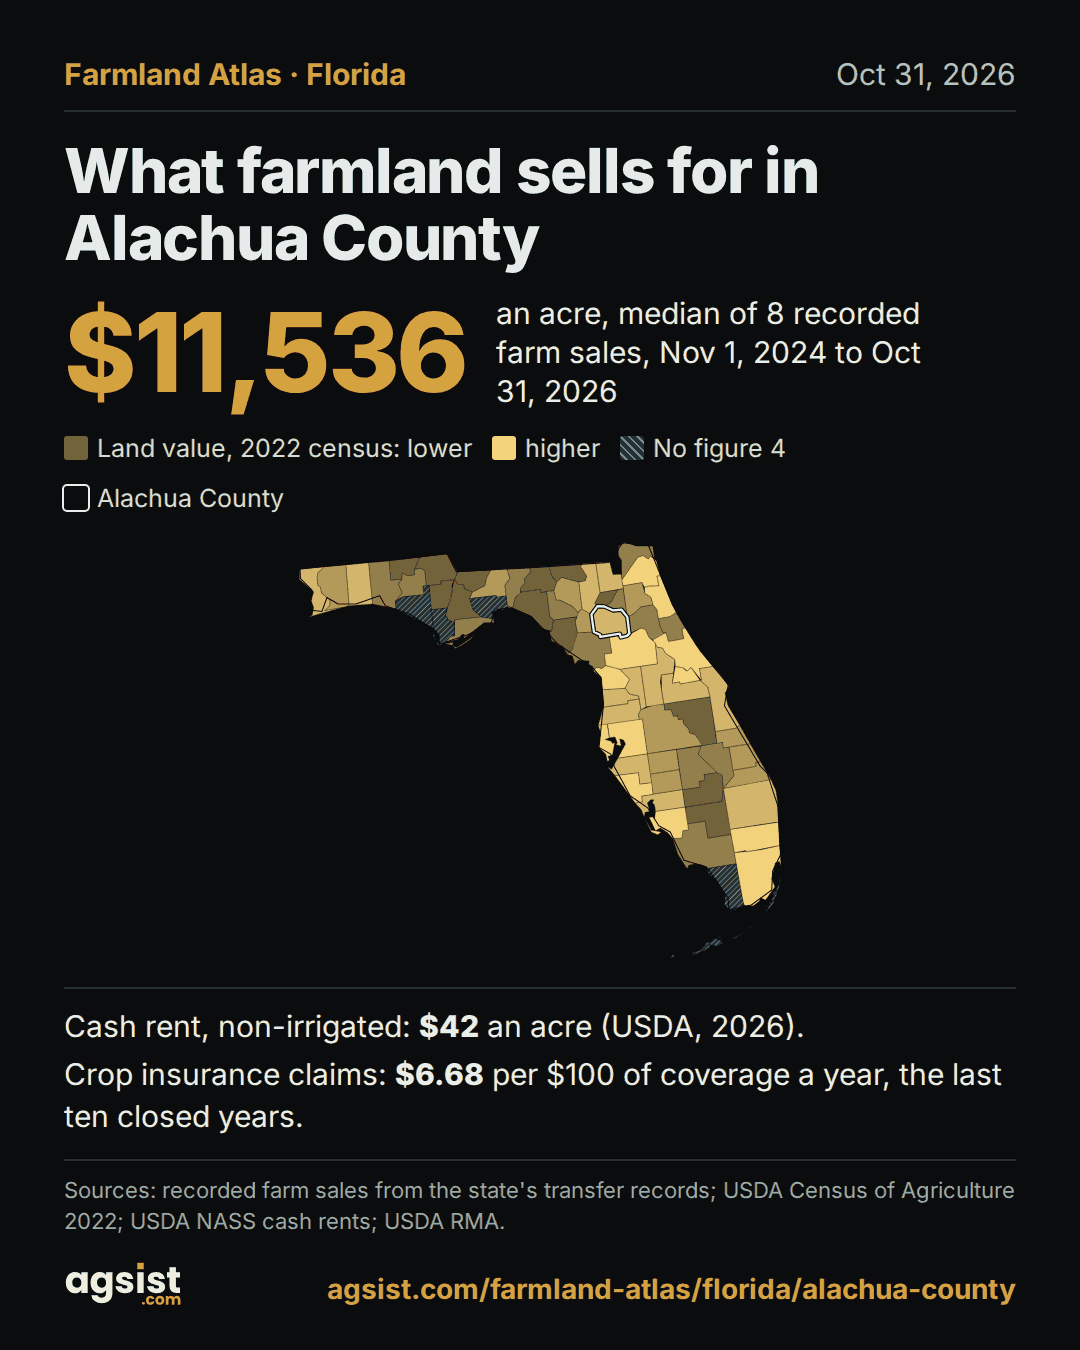 Farmland Atlas · Florida
Oct 31, 2026
What farmland sells for in
Alachua County
$11,536
an acre, median of 8 recorded
farm sales, Nov 1, 2024 to Oct
31, 2026
Land value, 2022 census: lower
higher
No figure 4
Alachua County
Cash rent, non-irrigated: $42 an acre (USDA, 2026).
Crop insurance claims: $6.68 per $100 of coverage a year, the last
ten closed years.
Sources: recorded farm sales from the state's transfer records; USDA Census of Agriculture
2022; USDA NASS cash rents; USDA RMA.
agsist
.com
agsist.com/farmland-atlas/florida/alachua-county